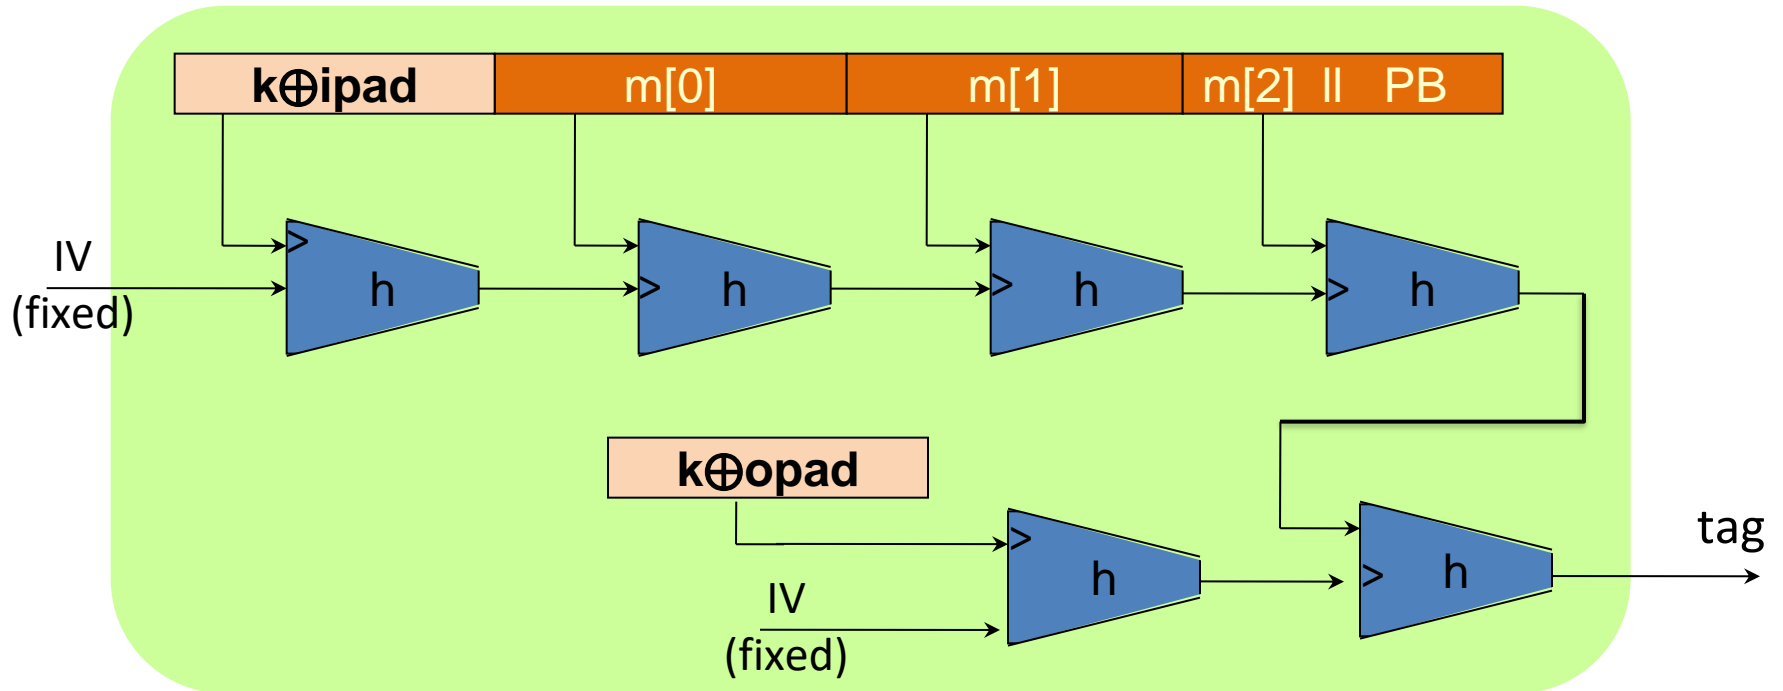 k⊕ipad m[0] m[1] m[2] ll PB
IV
(fixed)
> h > h > h > h
k⊕opad
IV
(fixed)
> h > h
tag